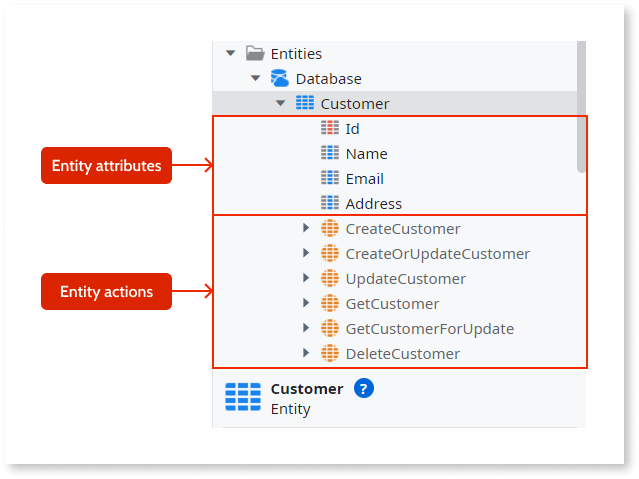 Entities
Database
Customer
Id
Entity attributes
Name
Email
Address
CreateCustomer
CreateOrUpdateCustomer
UpdateCustomer
Entity actions
GetCustomer
GetCustomerForUpdate
DeleteCustomer
Customer ?
Entity